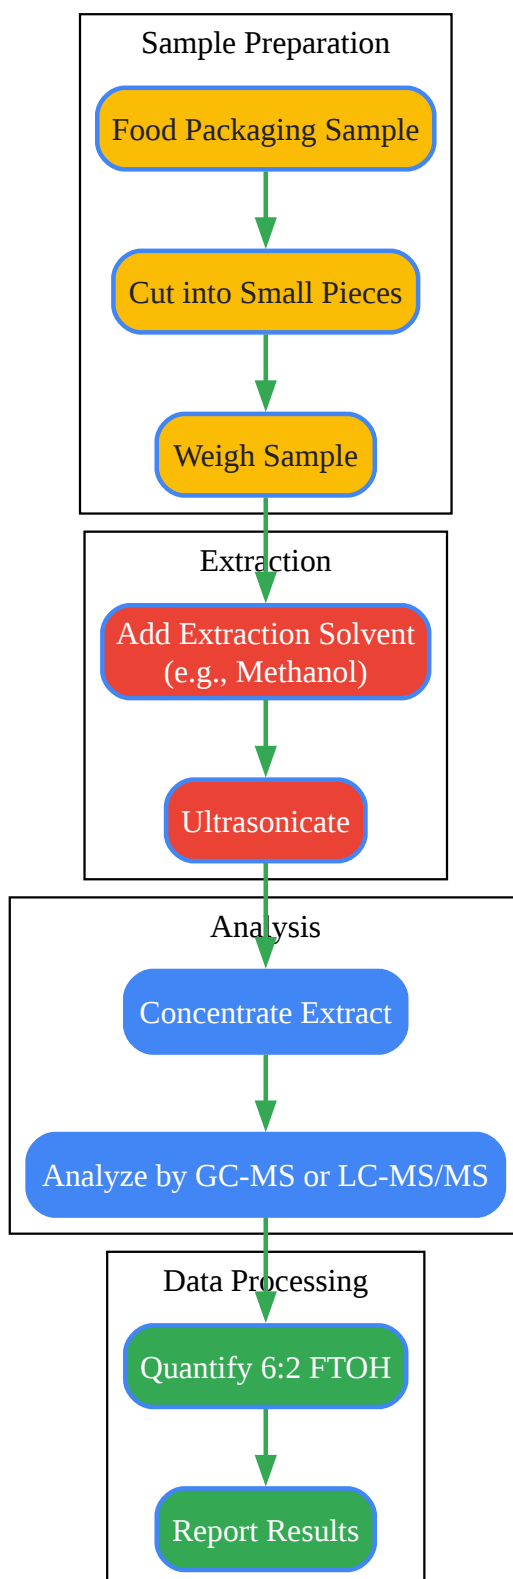 Sample Preparation
Food Packaging Sample
Cut into Small Pieces
Weigh Sample
Extraction
Add Extraction Solvent
(e.g., Methanol)
Ultrasonicate
Analysis
Concentrate Extract
Analyze by GC-MS or LC-MS/MS
Data Processing
Quantify 6:2 FTOH
Report Results